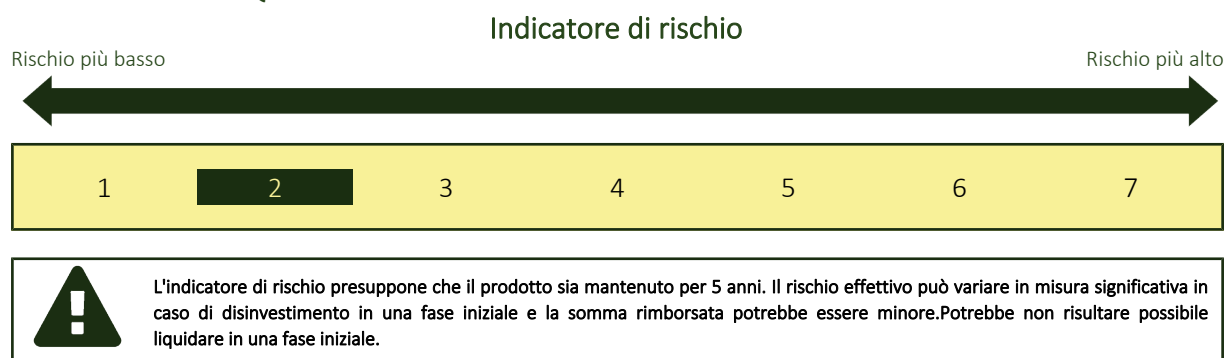 Indicatore di rischio
Rischio più basso
Rischio più alto
1 2 3 4 5 6 7
L'indicatore di rischio presuppone che il prodotto sia mantenuto per 5 anni. Il rischio effettivo può variare in misura significativa in
caso di disinvestimento in una fase iniziale e la somma rimborsata potrebbe essere minore.Potrebbe non risultare possibile
liquidare in una fase iniziale.